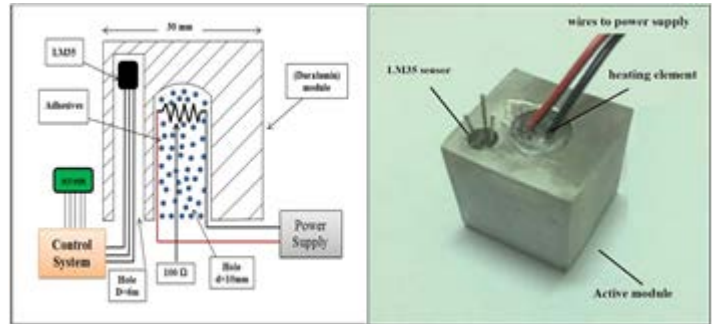 mm
LM35
(Duralumin)
module
Adhesives
Control
System
Hole
D=6m
100 Ω
Hole
d=10mm
Power
Supply
wires to power supply
LM35 sensor
heating element
Active module